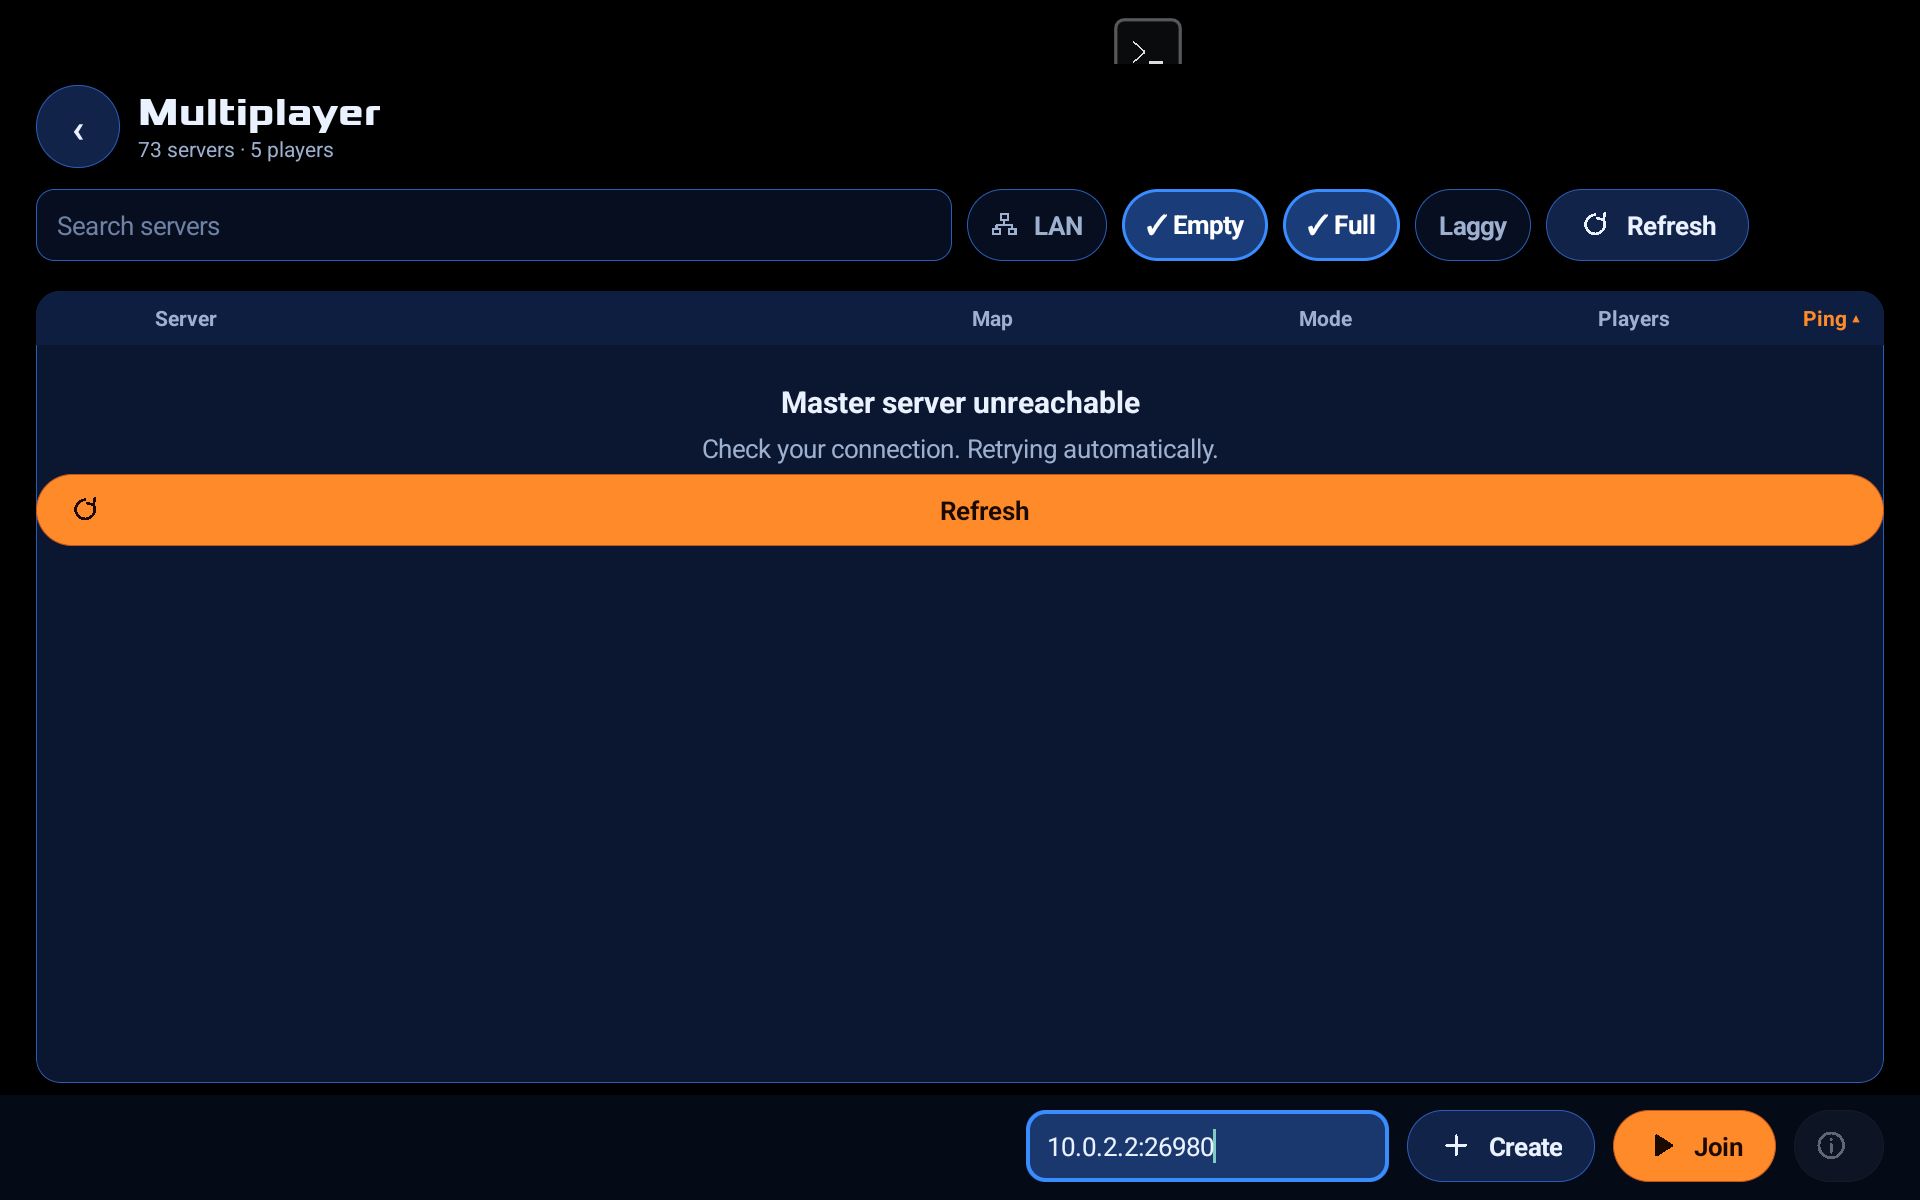 >_
‹
Multiplayer
73 servers · 5 players
Search servers
LAN
✓ Empty
✓ Full
Laggy
Refresh
Server Map Mode Players Ping ▲
Master server unreachable
Check your connection. Retrying automatically.
Refresh
10.0.2.2:26980
+ Create
Join